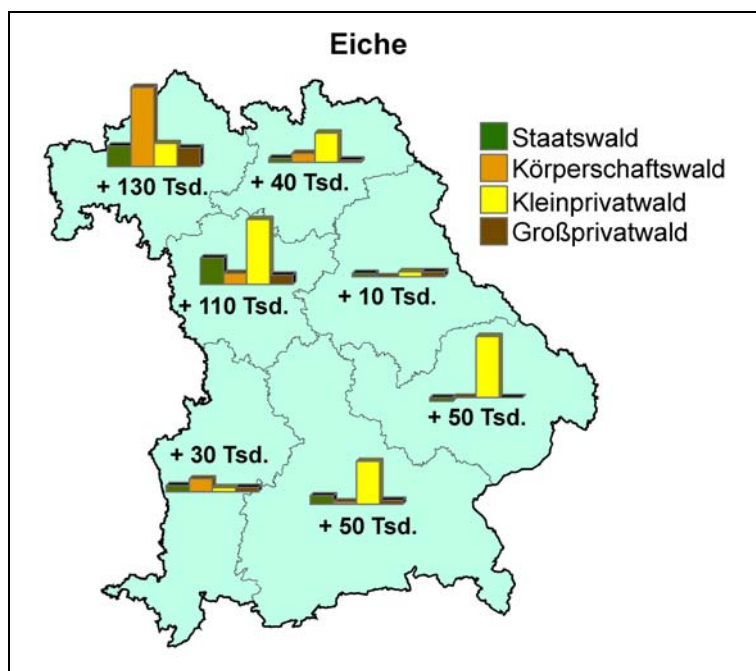 Eiche
Staatswald
Körperschaftswald
Kleinprivatwald
Großprivatwald
+ 130 Tsd.
+ 40 Tsd.
+ 110 Tsd.
+ 10 Tsd.
+ 50 Tsd.
+ 30 Tsd.
+ 50 Tsd.